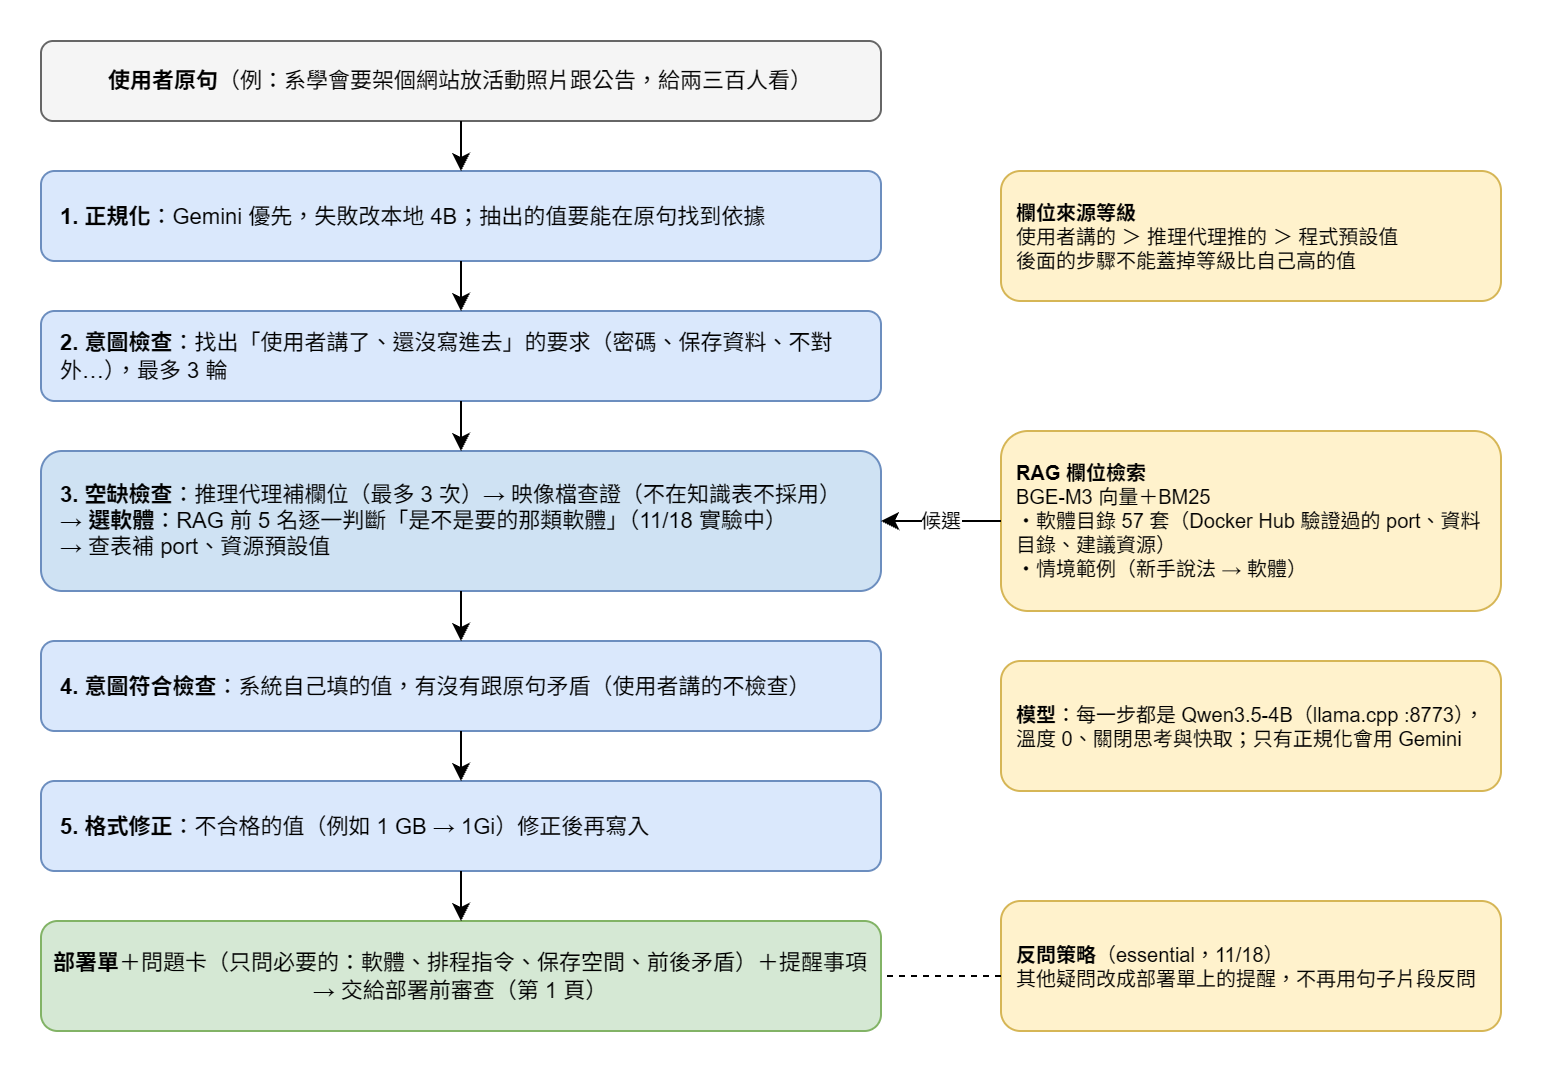 使用者原句（例：系學會要架個網站放活動照片跟公告，給兩三百人看）
1. 正規化：Gemini 優先，失敗改本地 4B；抽出的值要能在原句找到依據
欄位來源等級
使用者講的 ＞ 推理代理推的 ＞ 程式預設值
後面的步驟不能蓋掉等級比自己高的值
2. 意圖檢查：找出「使用者講了、還沒寫進去」的要求（密碼、保存資料、不對
外…），最多 3 輪
3. 空缺檢查：推理代理補欄位（最多 3 次）→ 映像檔查證（不在知識表不採用）
→ 選軟體：RAG 前 5 名逐一判斷「是不是要的那類軟體」（11/18 實驗中）
→ 查表補 port、資源預設值
候選
RAG 欄位檢索
BGE-M3 向量＋BM25
・軟體目錄 57 套（Docker Hub 驗證過的 port、資料
目錄、建議資源）
・情境範例（新手說法 → 軟體）
4. 意圖符合檢查：系統自己填的值，有沒有跟原句矛盾（使用者講的不檢查）
模型：每一步都是 Qwen3.5-4B（llama.cpp :8773），
溫度 0、關閉思考與快取；只有正規化會用 Gemini
5. 格式修正：不合格的值（例如 1 GB → 1Gi）修正後再寫入
部署單＋問題卡（只問必要的：軟體、排程指令、保存空間、前後矛盾）＋提醒事項
→ 交給部署前審查（第 1 頁）
反問策略（essential，11/18）
其他疑問改成部署單上的提醒，不再用句子片段反問